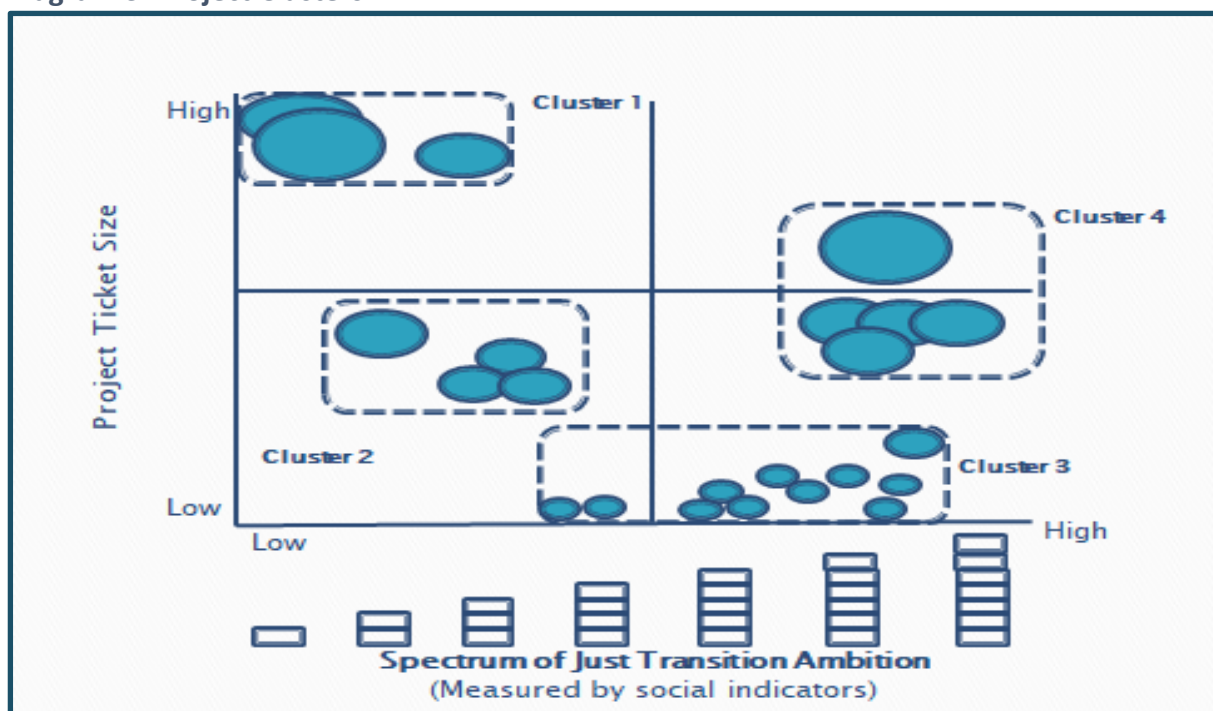 High
Cluster 1
Cluster 4
Project Ticket Size
Cluster 2
Cluster 3
Low
Low
High
Spectrum of Just Transition Ambition
(Measured by social indicators)